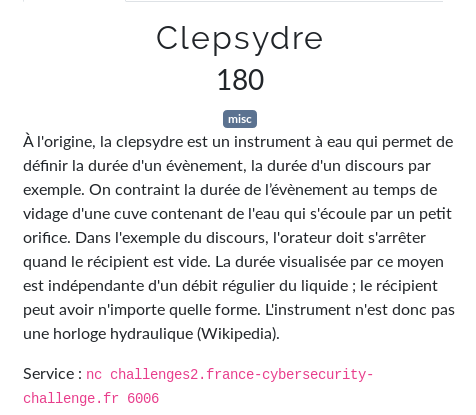 Clepsydre
180
misc
À l'origine, la clepsydre est un instrument à eau qui permet de
définir la durée d'un évènement, la durée d'un discours par
exemple. On contraint la durée de l’évènement au temps de
vidage d'une cuve contenant de l'eau qui s'écoule par un petit
orifice. Dans l'exemple du discours, l'orateur doit s'arrêter
quand le récipient est vide. La durée visualisée par ce moyen
est indépendante d'un débit régulier du liquide ; le récipient
peut avoir n'importe quelle forme. L'instrument n'est donc pas
une horloge hydraulique (Wikipedia).
Service : nc challenges2.france-cybersecurity-
challenge.fr 6006